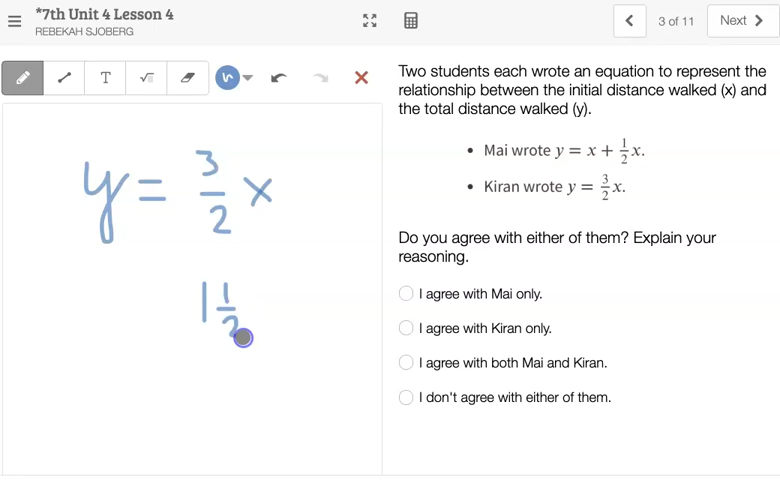 *7th Unit 4 Lesson 4
REBEKAH SJOBERG
3 of 11
Next
T
√
Two students each wrote an equation to represent the
relationship between the initial distance walked (x) and
the total distance walked (y).
• Mai wrote y = x + 1/2 x.
• Kiran wrote y = 3/2 x.
Do you agree with either of them? Explain your
reasoning.
I agree with Mai only.
I agree with Kiran only.
I agree with both Mai and Kiran.
I don't agree with either of them.
y = 3/2 x
1 1/2